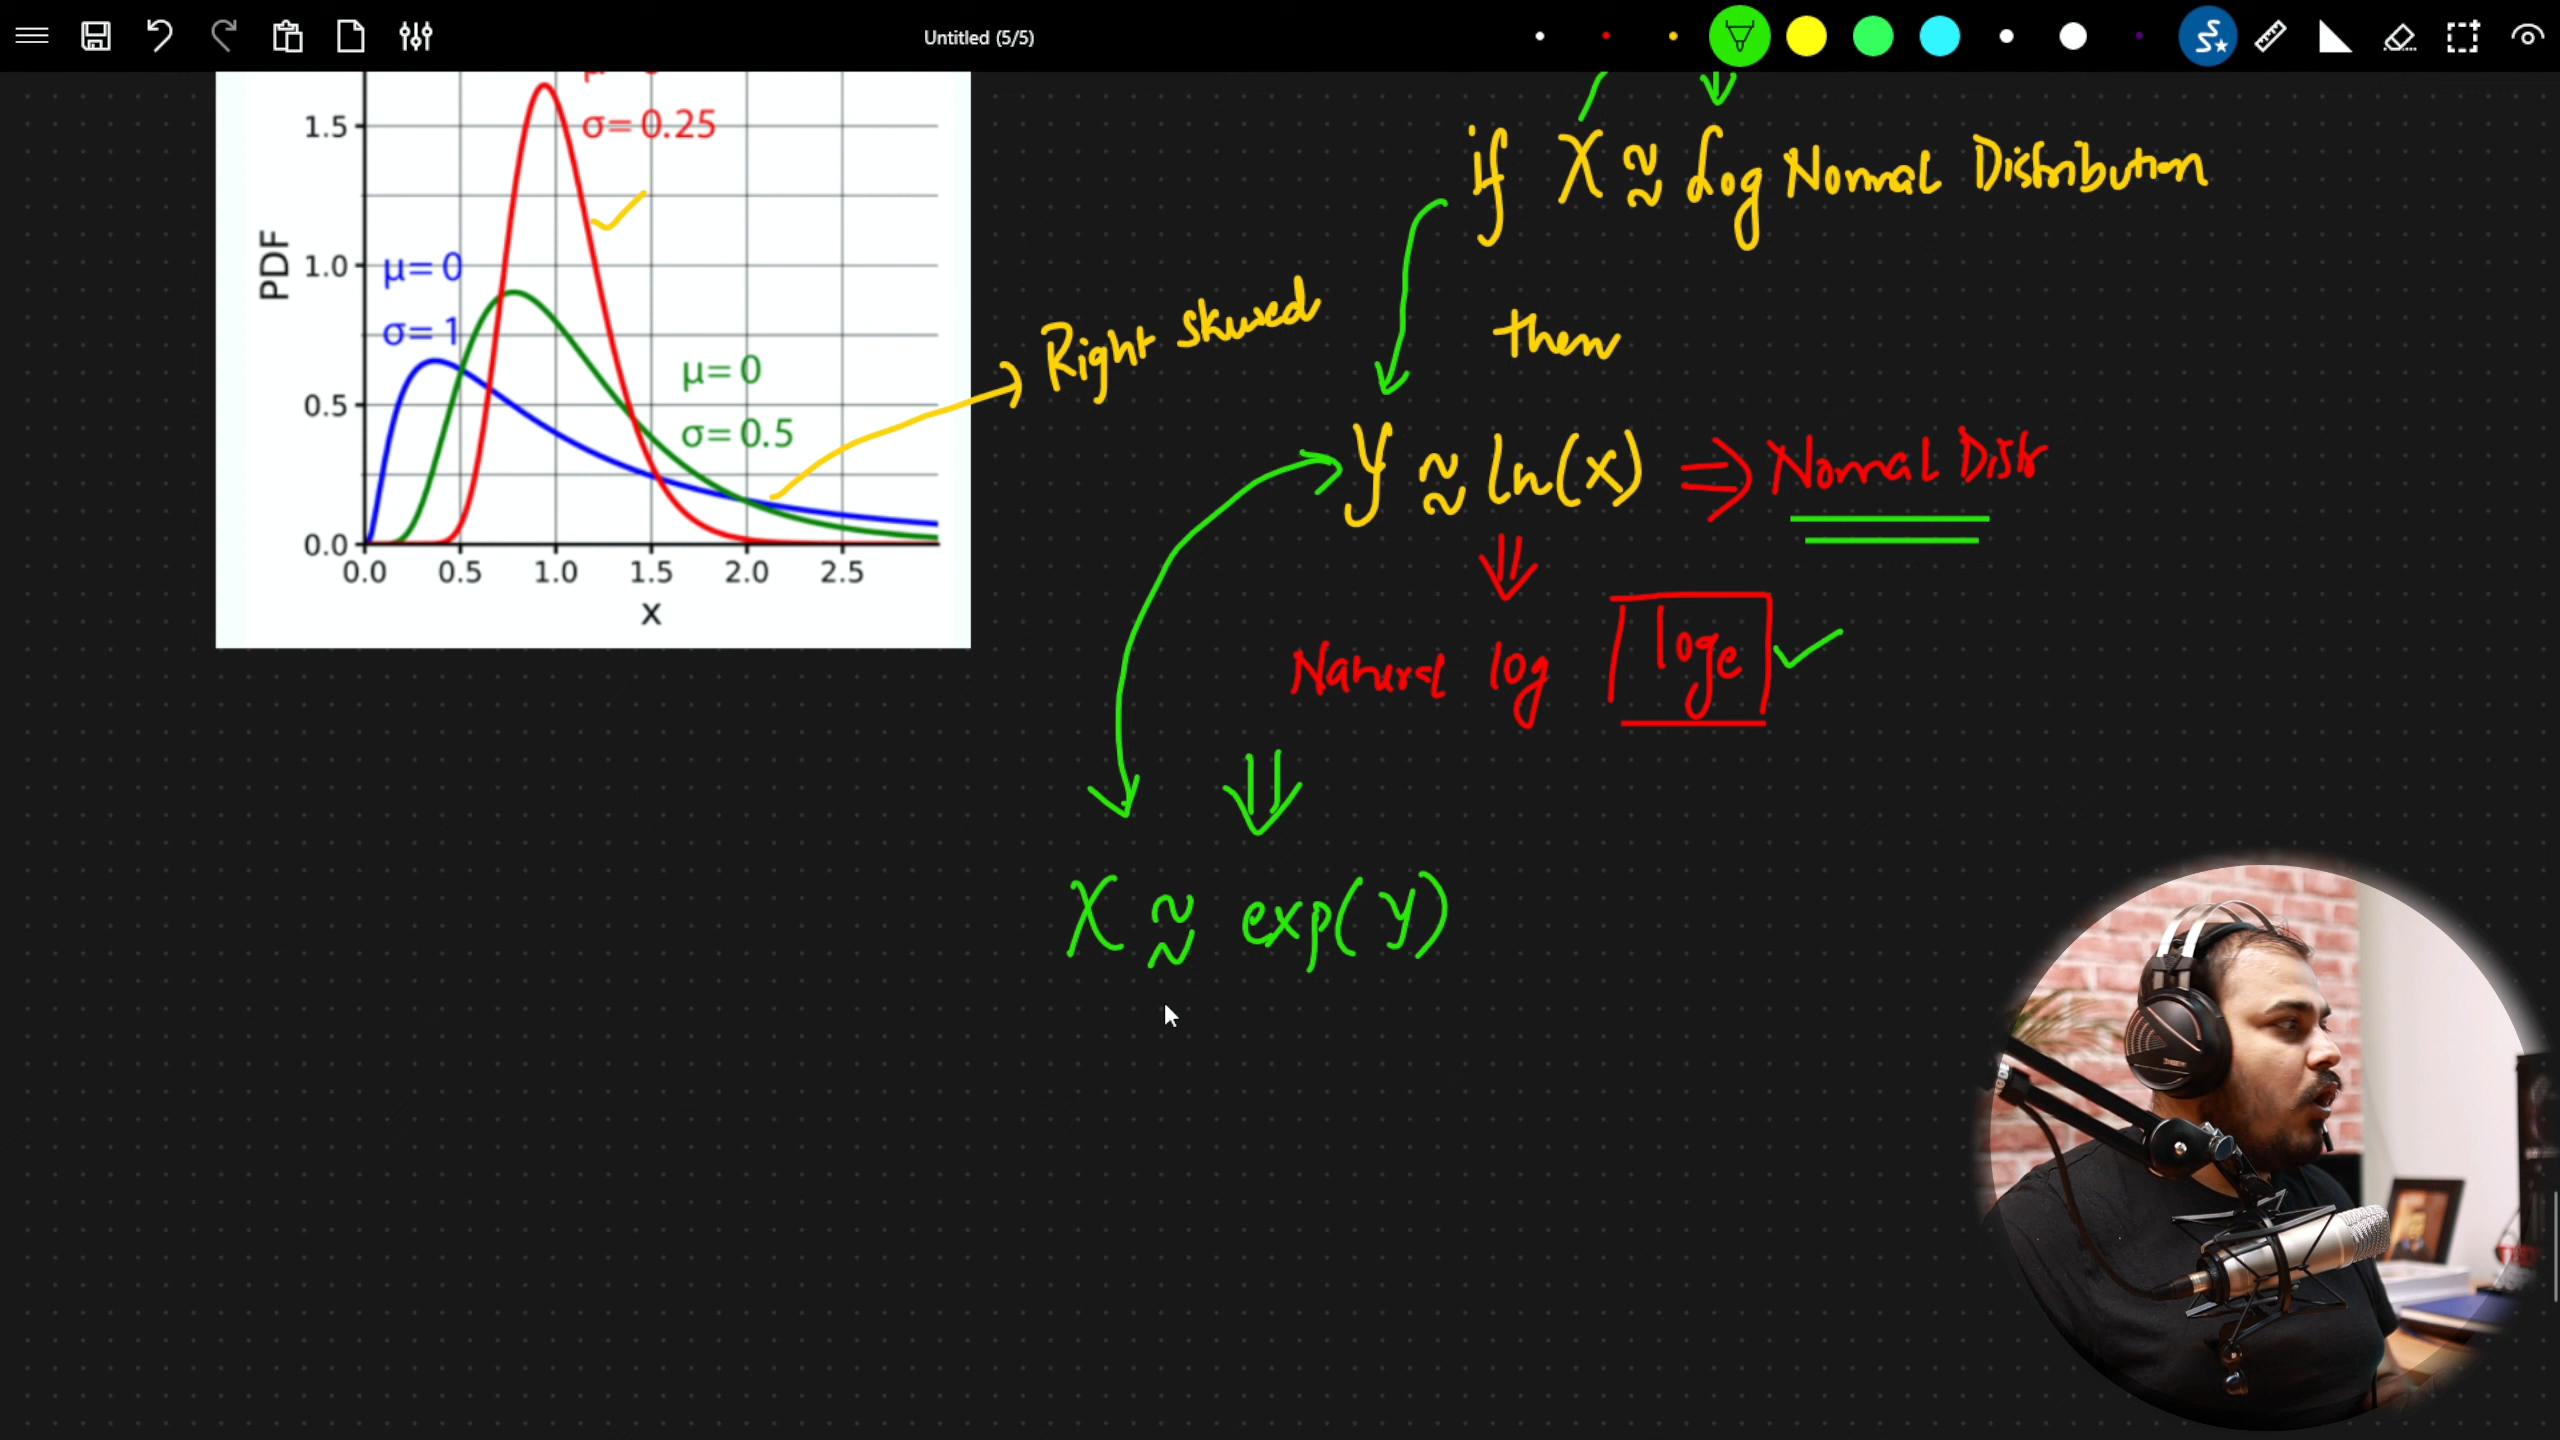 Untitled (5/5)
σ=0.25
1.5
1.0
0.5
0.0
PDF
μ=0
σ=1
μ=0
σ=0.5
0.0 0.5 1.0 1.5 2.0 2.5
x
Right Skewed
if X ≈ Log Normal Distribution
then
Y ≈ ln(x) ⇒ Normal Distr
Natural log loge
X ≈ exp(y)